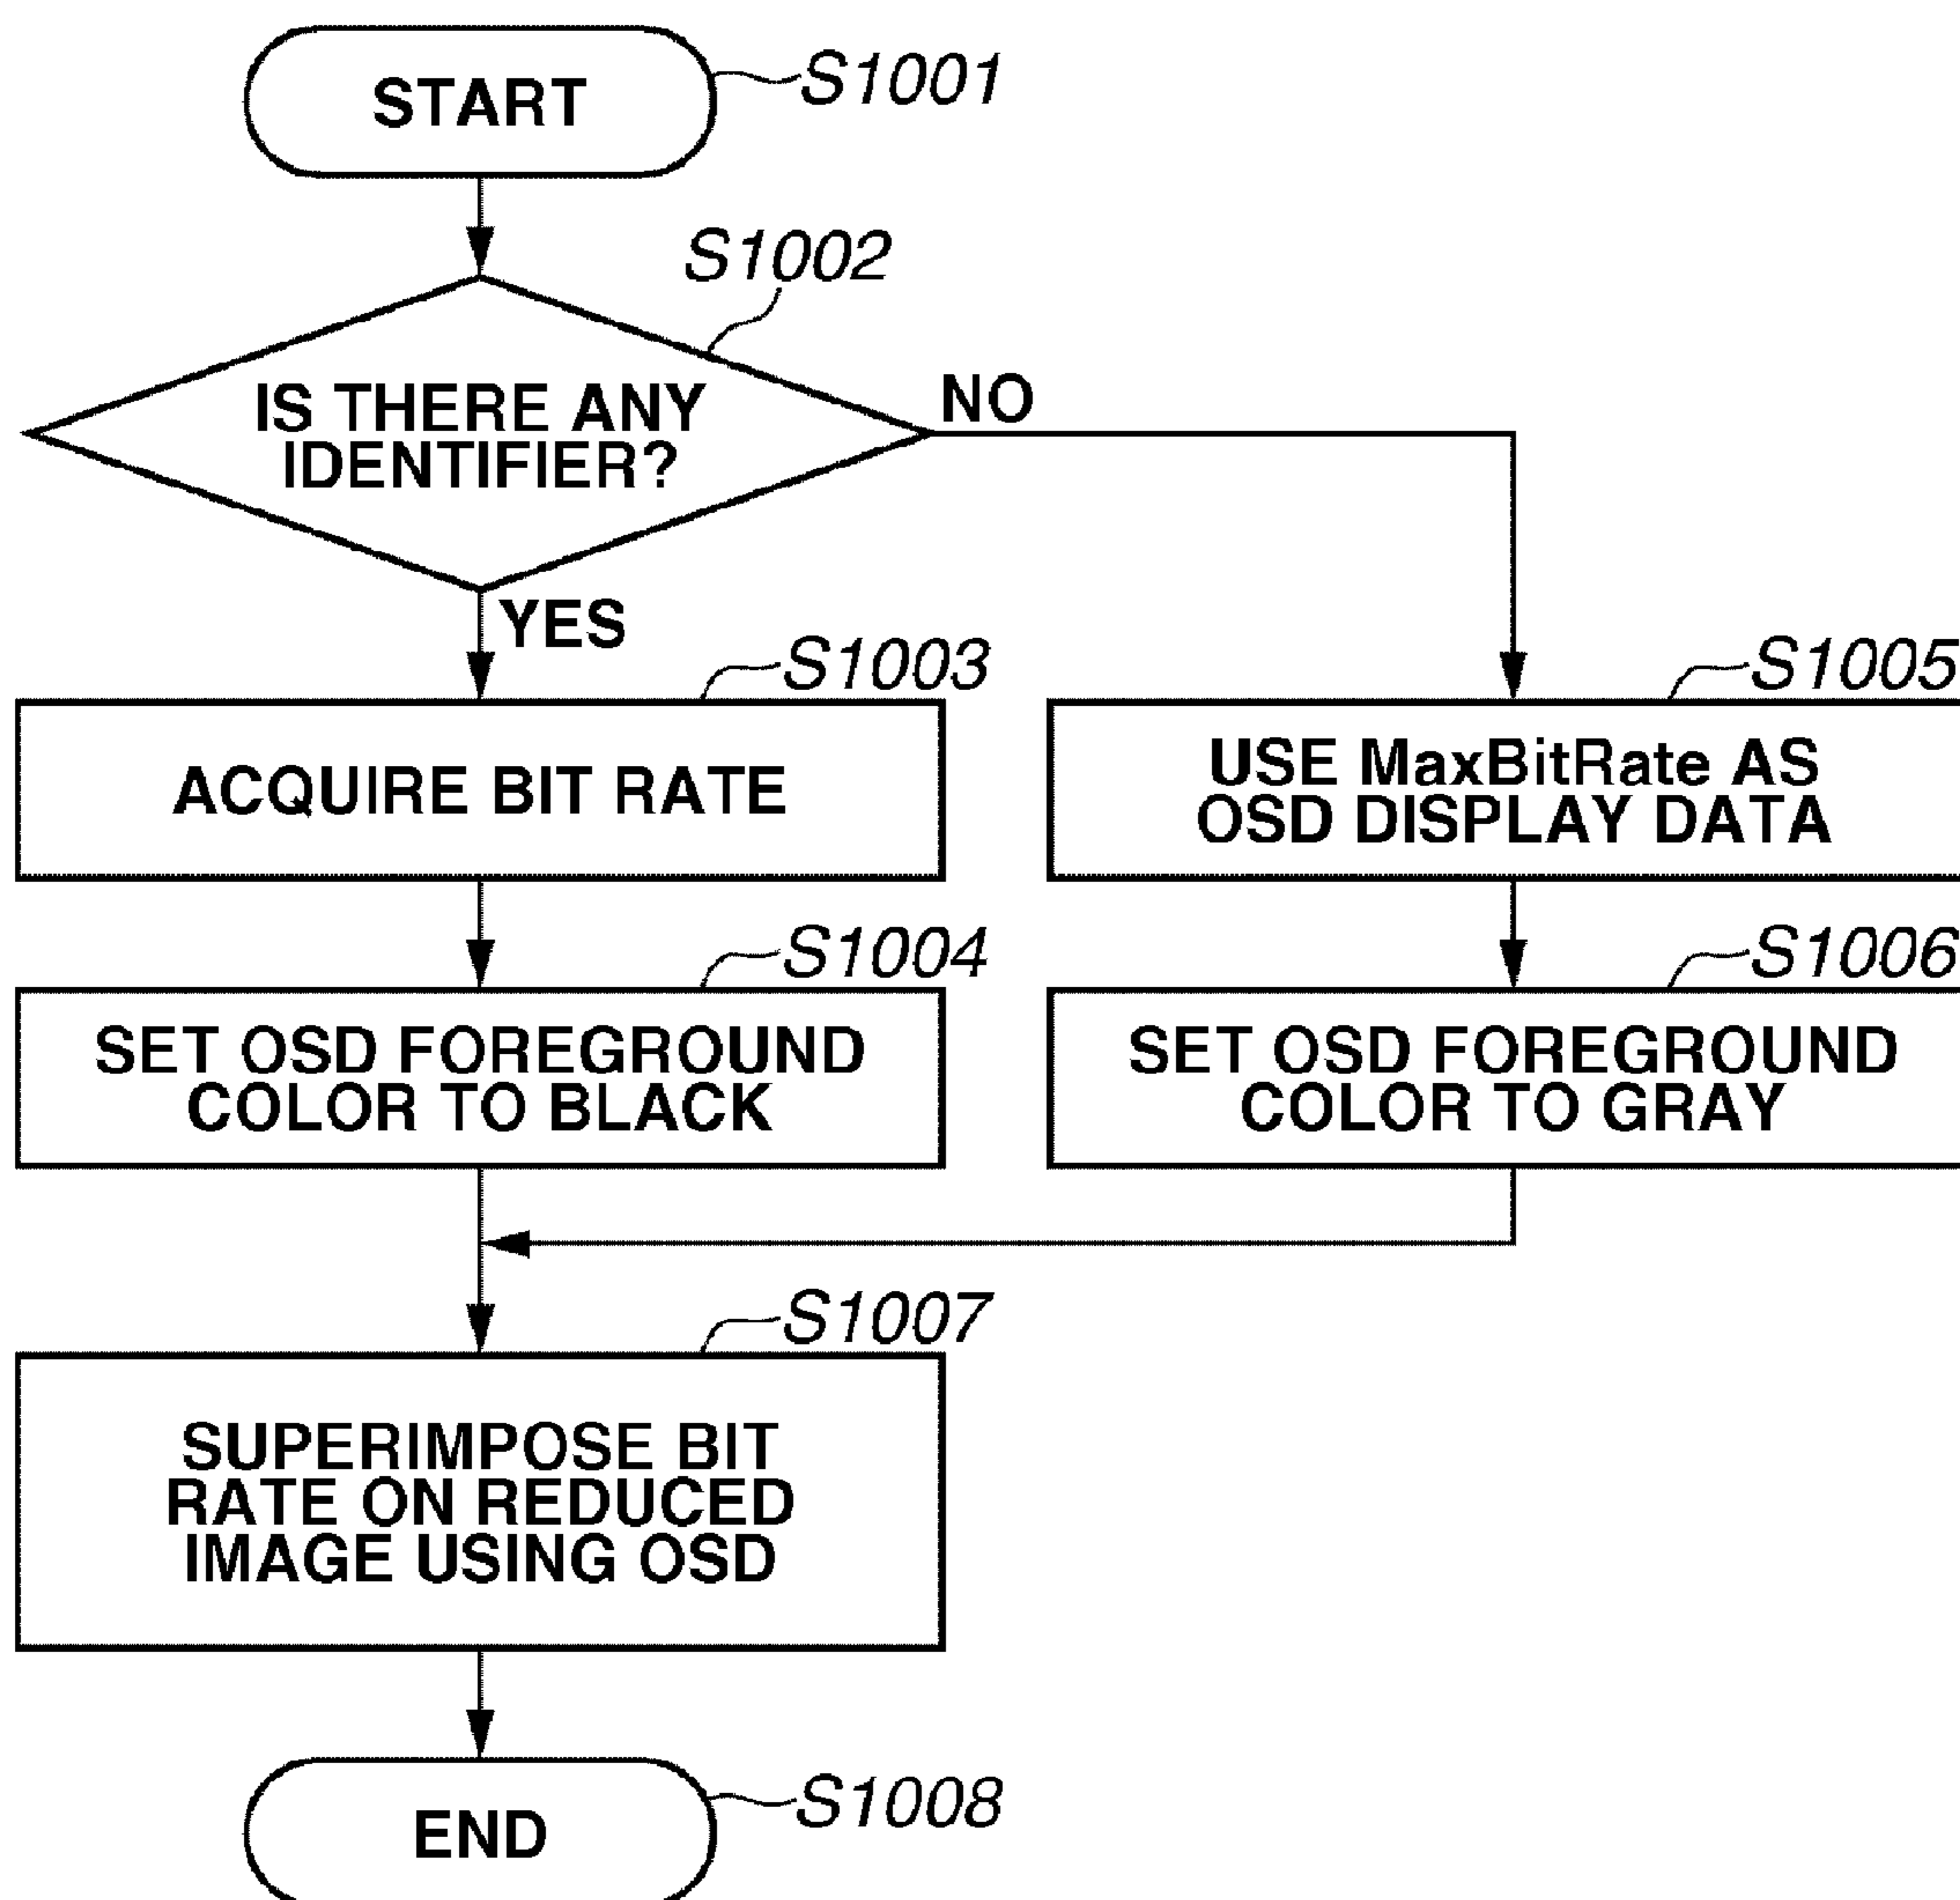 START
S1001
S1002
IS THERE ANY
IDENTIFIER?
NO
YES
S1003
ACQUIRE BIT RATE
S1005
USE MaxBitRate AS
OSD DISPLAY DATA
S1004
SET OSD FOREGROUND
COLOR TO BLACK
S1006
SET OSD FOREGROUND
COLOR TO GRAY
S1007
SUPERIMPOSE BIT
RATE ON REDUCED
IMAGE USING OSD
END
S1008